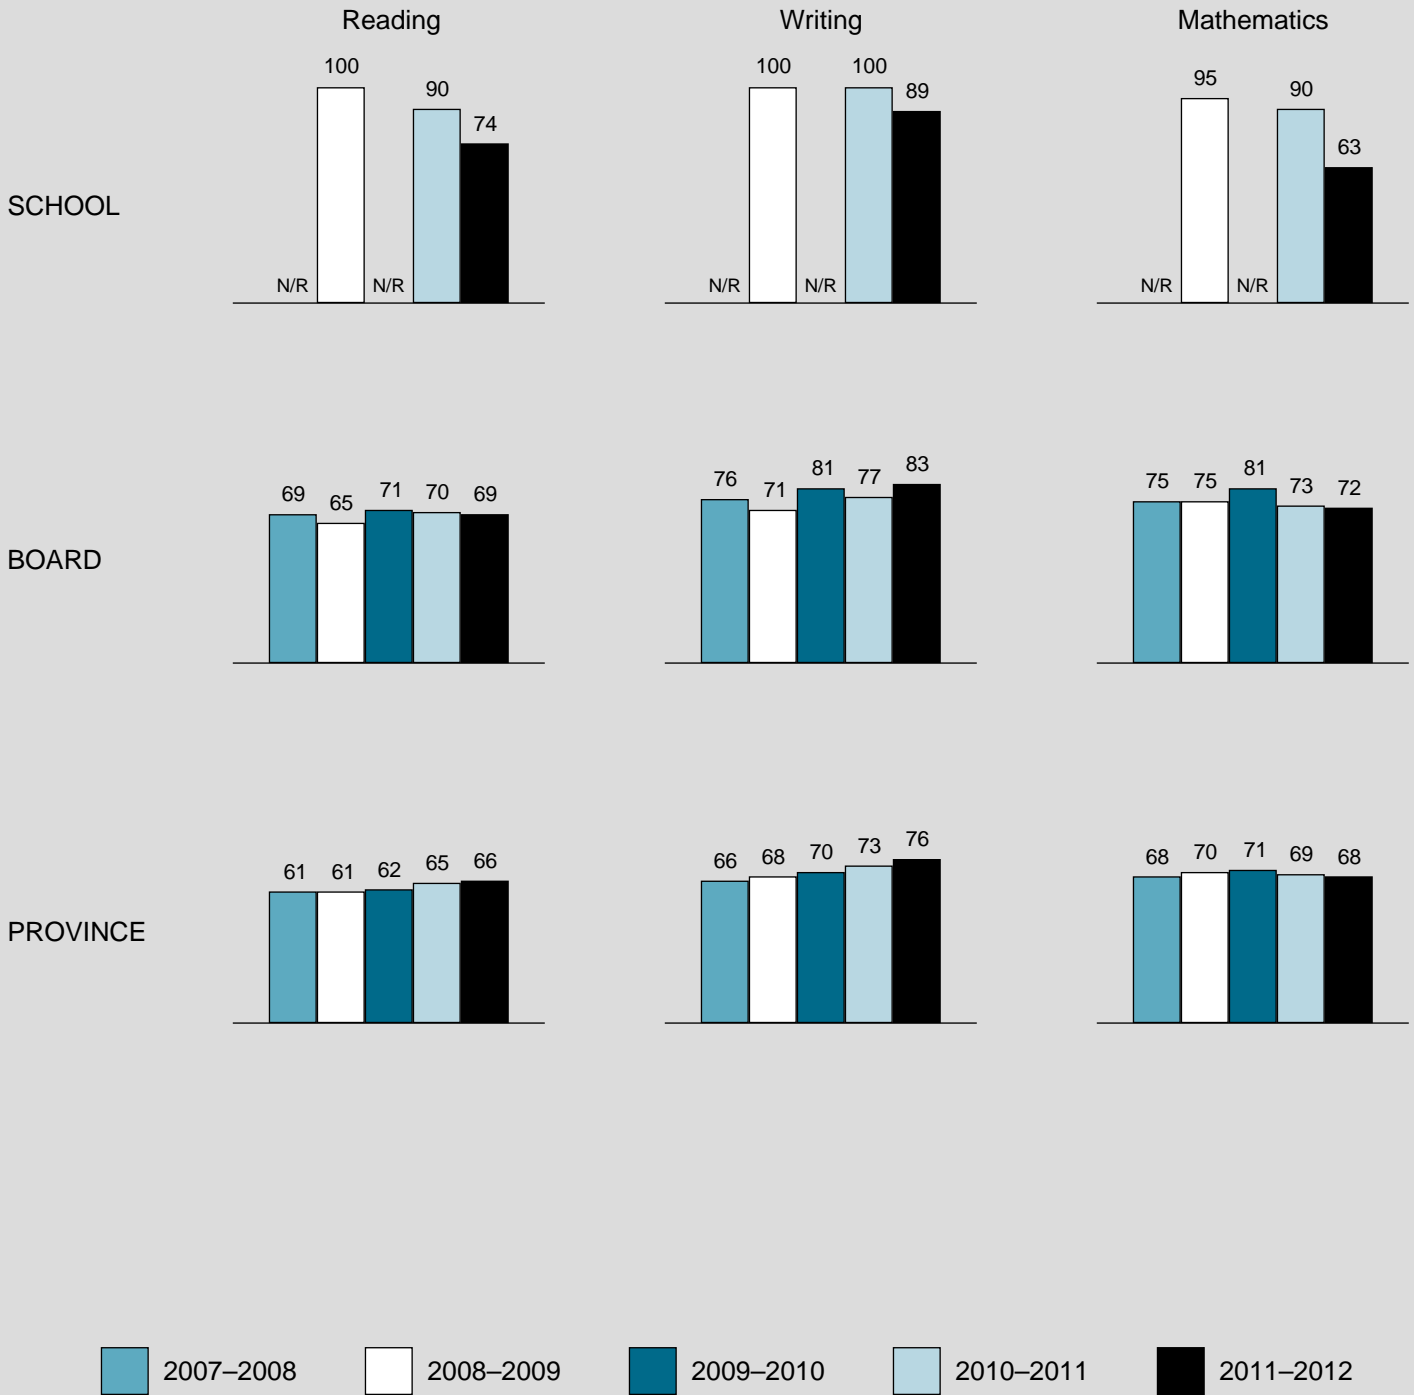 Reading Writing Mathematics
100 90 74 100 100 89 95 90 63
SCHOOL
N/R N/R N/R N/R N/R N/R
69 65 71 70 69 76 71 81 77 83 75 75 81 73 72
BOARD
61 61 62 65 66 66 68 70 73 76 68 70 71 69 68
PROVINCE
2007–2008 2008–2009 2009–2010 2010–2011 2011–2012